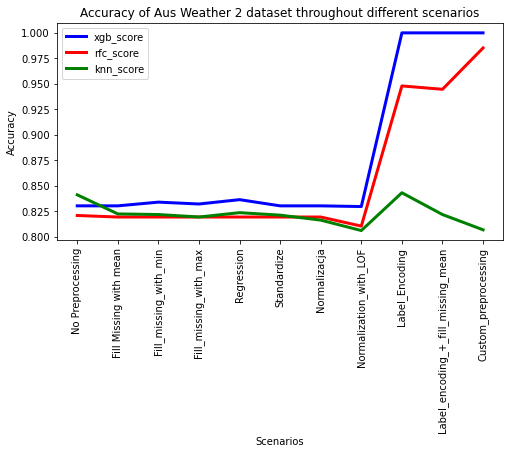 Accuracy of Aus Weather 2 dataset throughout different scenarios
xgb_score
rfc_score
knn_score
Accuracy
1.000
0.975
0.950
0.925
0.900
0.875
0.850
0.825
0.800
No Preprocessing
Fill Missing with mean
Fill_missing_with_min
Fill_missing_with_max
Regression
Standardize
Normalizacja
Normalization_with_LOF
Label_Encoding
Label_encoding_+_fill_missing_mean
Custom_preprocessing
Scenarios